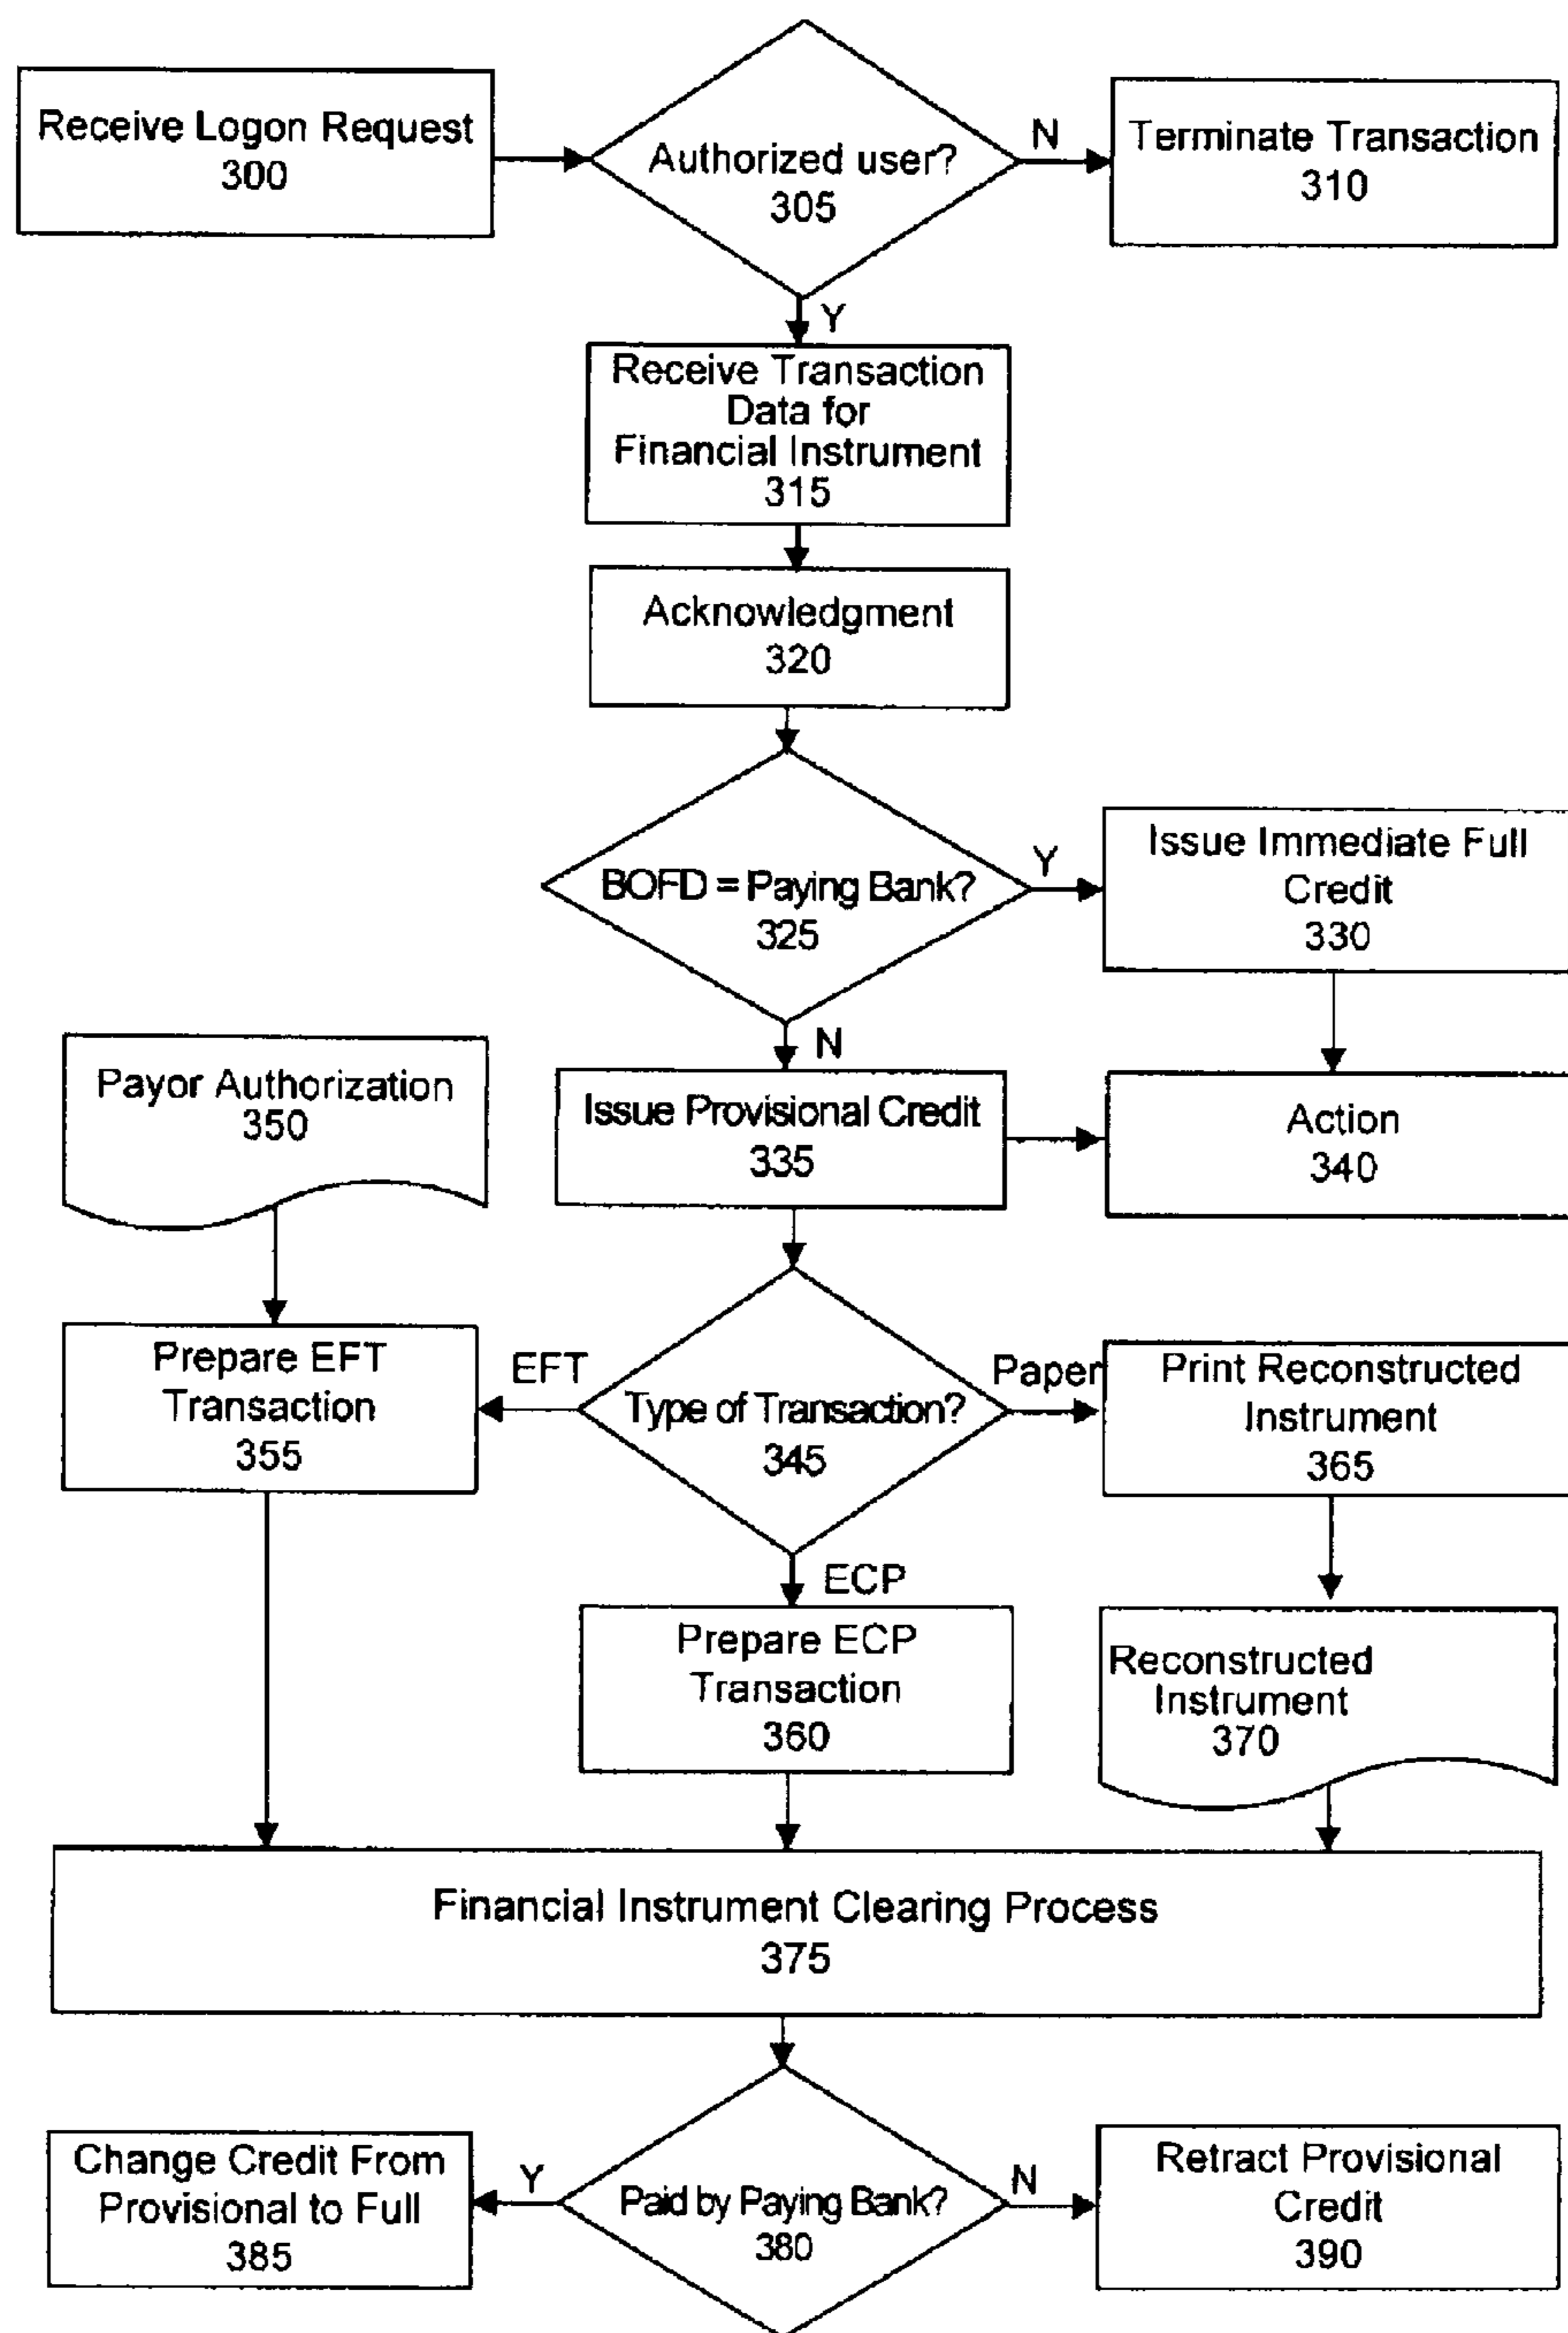 Receive Logon Request
300
Authorized user?
305
N
Terminate Transaction
310
Y
Receive Transaction
Data for
Financial Instrument
315
Acknowledgment
320
BOFD = Paying Bank?
325
Y
Issue Immediate Full
Credit
330
N
Payor Authorization
350
Issue Provisional Credit
335
Action
340
Prepare EFT
Transaction
355
EFT
Type of Transaction?
345
Paper
Print Reconstructed
Instrument
365
ECP
Prepare ECP
Transaction
360
Reconstructed
Instrument
370
Financial Instrument Clearing Process
375
Change Credit From
Provisional to Full
385
Y
Paid by Paying Bank?
380
N
Retract Provisional
Credit
390